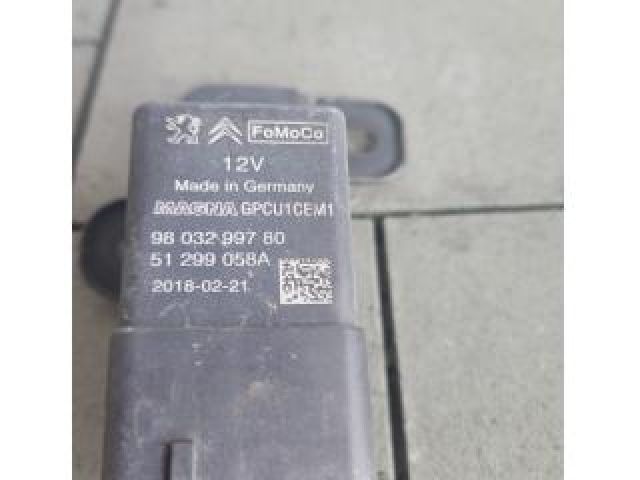 FoMoCo
12V
Made in Germany
MAGNA GPCU1CEM1
98 032 997 80
51 299 058A
2018-02-21